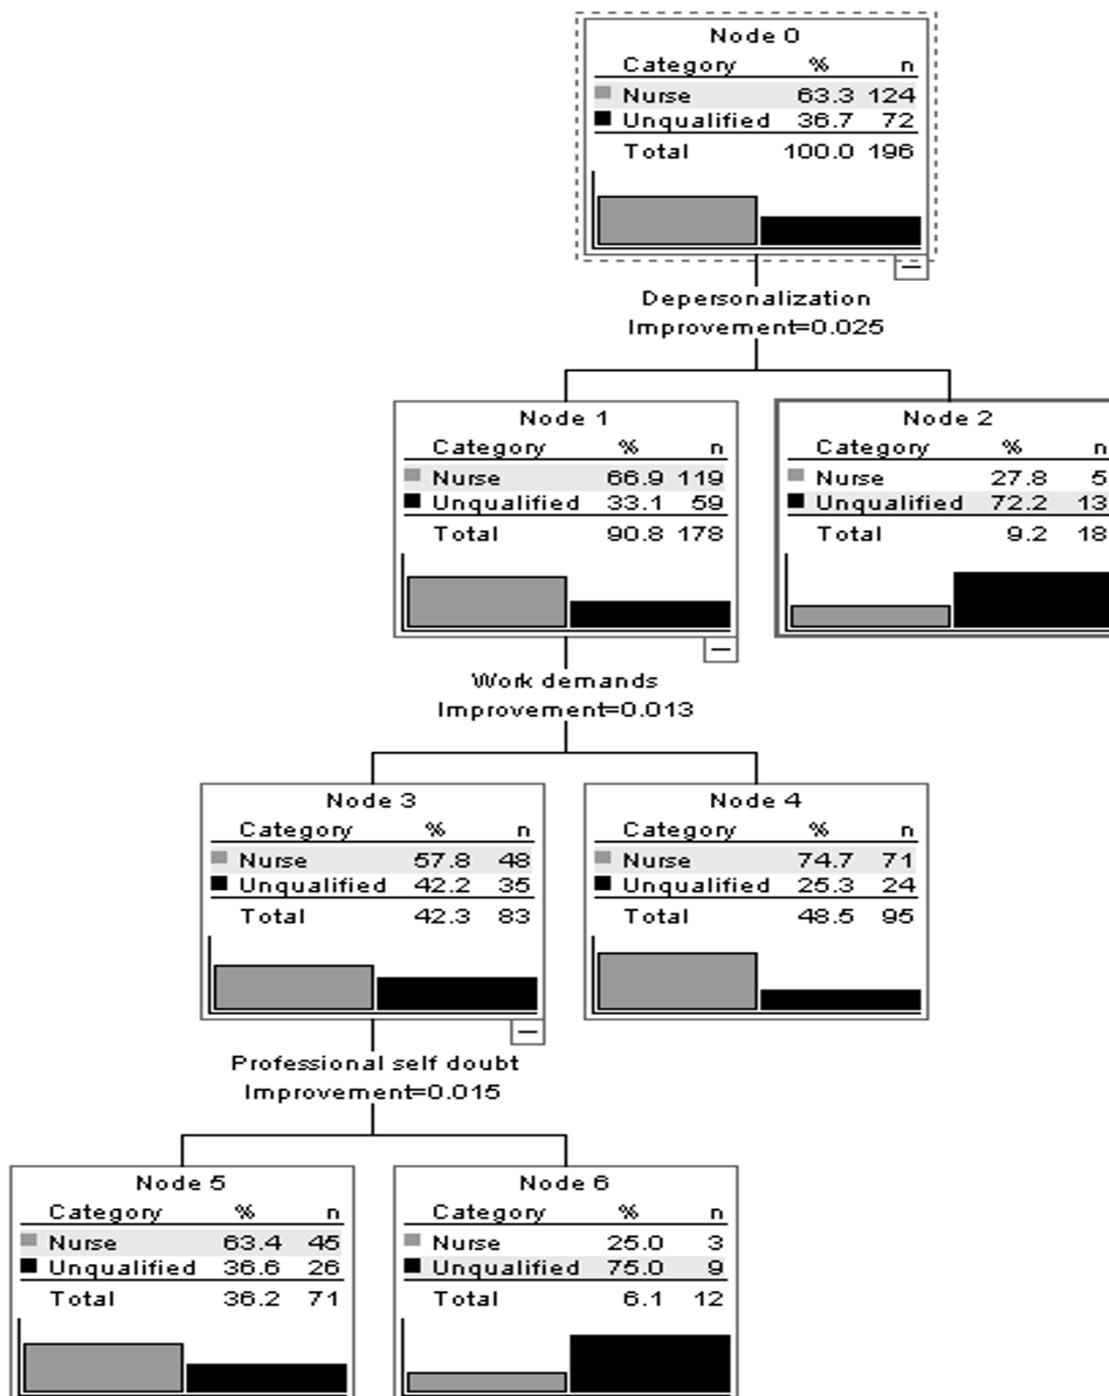 Node 0
Category % n
Nurse 63.3 124
Unqualified 36.7 72
Total 100.0 196
Depersonalization
Improvement=0.025
Node 1
Category % n
Nurse 66.9 119
Unqualified 33.1 59
Total 90.8 178
Node 2
Category % n
Nurse 27.8 5
Unqualified 72.2 13
Total 9.2 18
Work demands
Improvement=0.013
Node 3
Category % n
Nurse 57.8 48
Unqualified 42.2 35
Total 42.3 83
Node 4
Category % n
Nurse 74.7 71
Unqualified 25.3 24
Total 48.5 95
Professional self doubt
Improvement=0.015
Node 5
Category % n
Nurse 63.4 45
Unqualified 36.6 26
Total 36.2 71
Node 6
Category % n
Nurse 25.0 3
Unqualified 75.0 9
Total 6.1 12